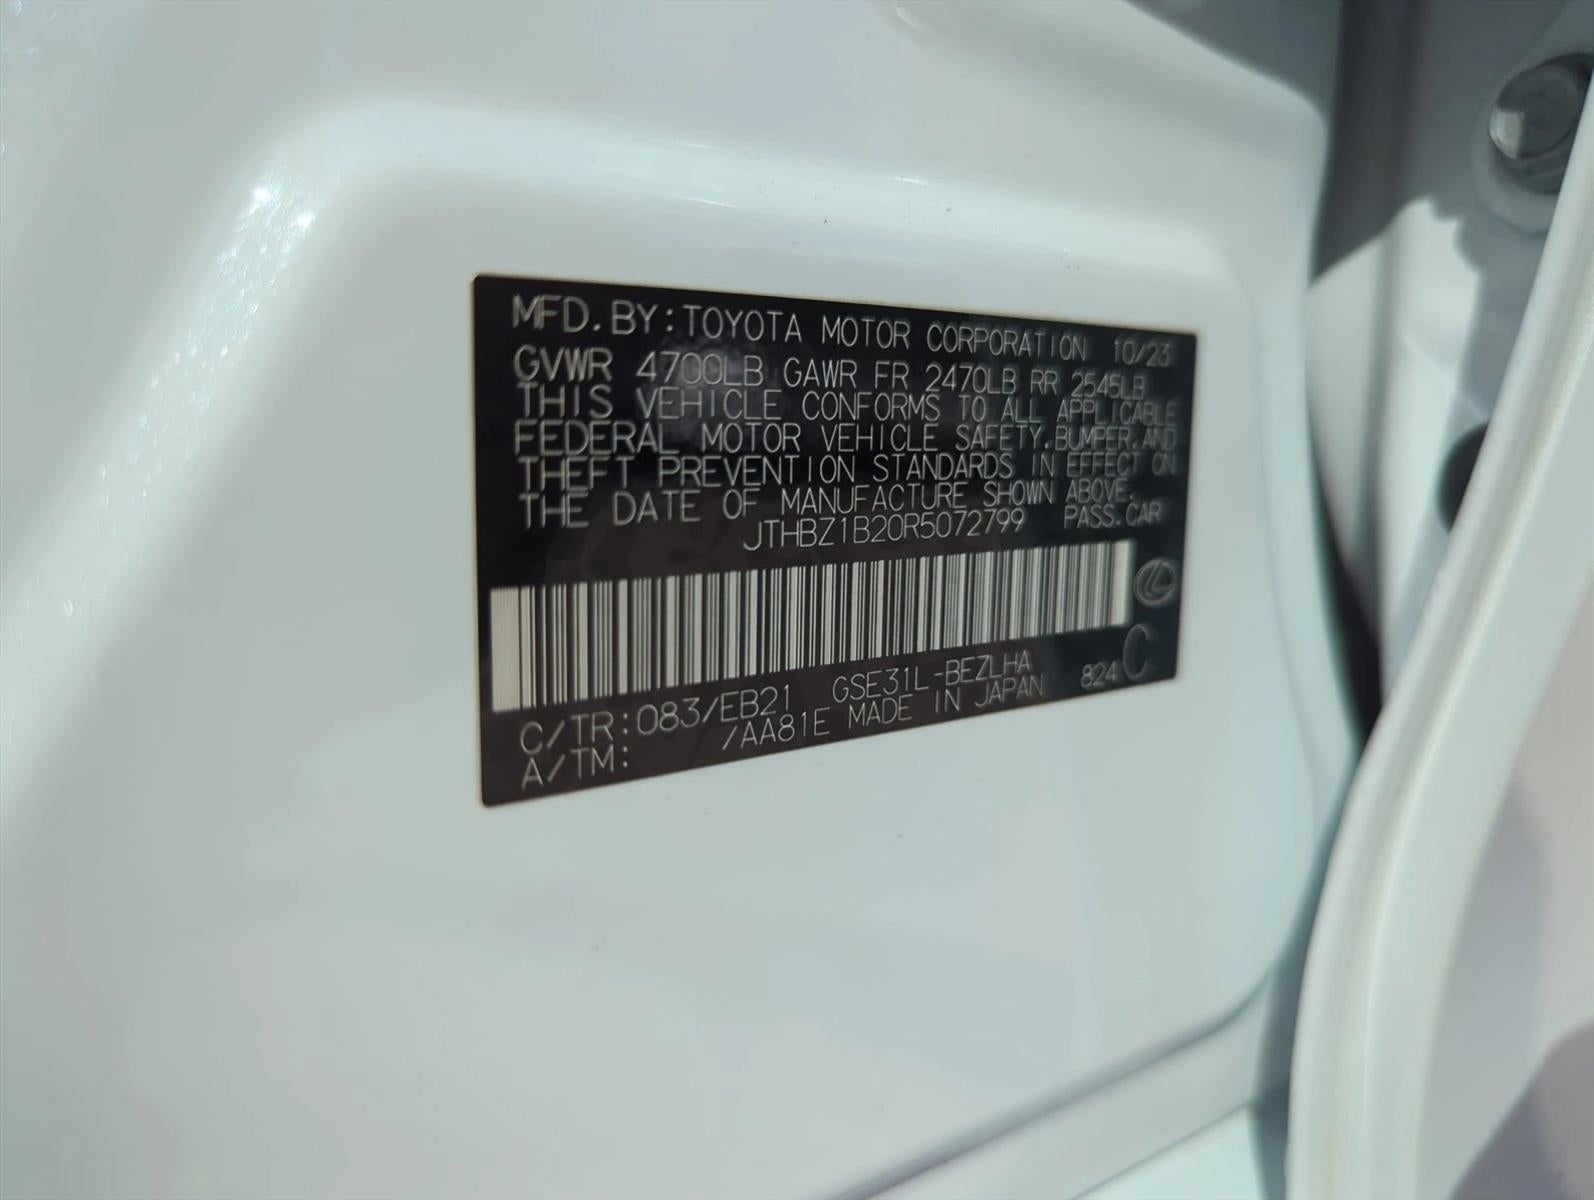 MFD. BY: TOYOTA MOTOR CORPORATION 10/23
GVWR 4700LB GAWR FR 2470LB RR 2545LB
THIS VEHICLE CONFORMS TO ALL APPLICABLE
FEDERAL MOTOR VEHICLE SAFETY, BUMPER, AND
THEFT PREVENTION STANDARDS IN EFFECT ON
THE DATE OF MANUFACTURE SHOWN ABOVE.
JTHBZ1B20R5072799 PASS. CAR
C/TR: 083/EB21 GSE31L-BEZLHA 824 C
A/TM: /AA81E MADE IN JAPAN